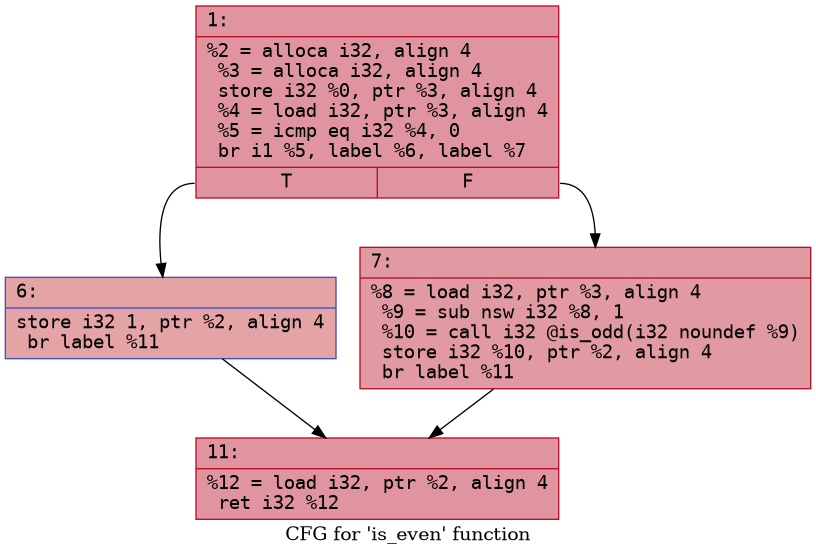 1:
%2 = alloca i32, align 4
%3 = alloca i32, align 4
store i32 %0, ptr %3, align 4
%4 = load i32, ptr %3, align 4
%5 = icmp eq i32 %4, 0
br i1 %5, label %6, label %7
T F
6:
store i32 1, ptr %2, align 4
br label %11
7:
%8 = load i32, ptr %3, align 4
%9 = sub nsw i32 %8, 1
%10 = call i32 @is_odd(i32 noundef %9)
store i32 %10, ptr %2, align 4
br label %11
11:
%12 = load i32, ptr %2, align 4
ret i32 %12
CFG for 'is_even' function